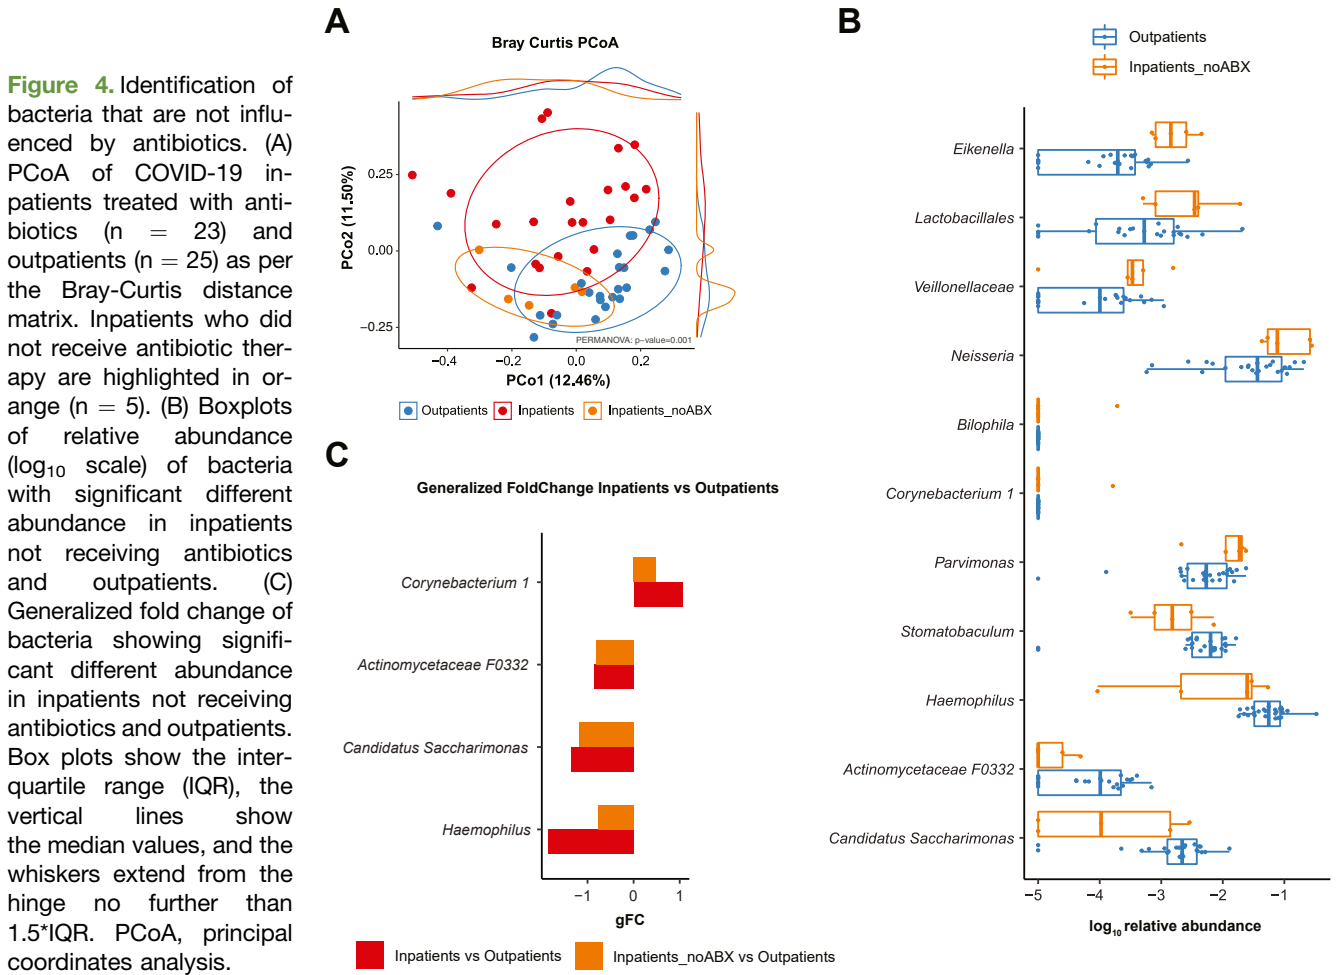 Figure 4. Identification of
bacteria that are not influ-
enced by antibiotics. (A)
PCoA of COVID-19 in-
patients treated with anti-
biotics (n = 23) and
outpatients (n = 25) as per
the Bray-Curtis distance
matrix. Inpatients who did
not receive antibiotic ther-
apy are highlighted in or-
ange (n = 5). (B) Boxplots
of relative abundance
(log10 scale) of bacteria
with significant different
abundance in inpatients
not receiving antibiotics
and outpatients. (C)
Generalized fold change of
bacteria showing signifi-
cant different abundance
in inpatients not receiving
antibiotics and outpatients.
Box plots show the inter-
quartile range (IQR), the
vertical lines show
the median values, and the
whiskers extend from the
hinge no further than
1.5*IQR. PCoA, principal
coordinates analysis.
A
Bray Curtis PCoA
PCo2 (11.50%)
0.25
0.00
−0.25
PERMANOVA: p−value=0.001
−0.4 −0.2 0.0 0.2
PCo1 (12.46%)
Outpatients Inpatients Inpatients_noABX
B
Outpatients
Inpatients_noABX
Eikenella
Lactobacillales
Veillonellaceae
Neisseria
Bilophila
Corynebacterium 1
Parvimonas
Stomatobaculum
Haemophilus
Actinomycetaceae F0332
Candidatus Saccharimonas
−5 −4 −3 −2 −1
log10 relative abundance
C
Generalized FoldChange Inpatients vs Outpatients
Corynebacterium 1
Actinomycetaceae F0332
Candidatus Saccharimonas
Haemophilus
−1 0 1
gFC
Inpatients vs Outpatients Inpatients_noABX vs Outpatients